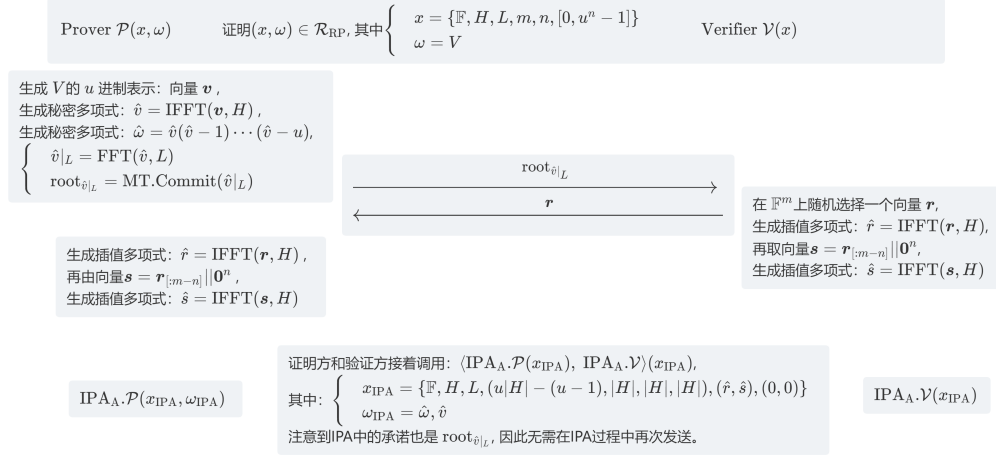 Prover 𝒫(x, ω) 证明(x, ω) ∈ ℛ_RP, 其中 { x = {𝔽, H, L, m, n, [0, uⁿ − 1]} Verifier 𝒱(x)
ω = V
生成 V的 u 进制表示：向量 v ,
生成秘密多项式：v̂ = IFFT(v, H) ,
生成秘密多项式：ω̂ = v̂(v̂ − 1) ⋯ (v̂ − u),
{ v̂|_L = FFT(v̂, L)
root_{v̂|_L} = MT.Commit(v̂|_L)
root_{v̂|_L}
r
在 𝔽ᵐ上随机选择一个向量 r,
生成插值多项式：r̂ = IFFT(r, H),
再取向量s = r_{[:m−n]}||0ⁿ,
生成插值多项式：ŝ = IFFT(s, H)
生成插值多项式：r̂ = IFFT(r, H) ,
再由向量s = r_{[:m−n]}||0ⁿ ,
生成插值多项式：ŝ = IFFT(s, H)
证明方和验证方接着调用：⟨IPA_A.𝒫(x_IPA), IPA_A.𝒱⟩(x_IPA),
其中：{ x_IPA = {𝔽, H, L, (u|H| − (u − 1), |H|, |H|, |H|), (r̂, ŝ), (0, 0)}
ω_IPA = ω̂, v̂
注意到IPA中的承诺也是 root_{v̂|_L}, 因此无需在IPA过程中再次发送。
IPA_A.𝒫(x_IPA, ω_IPA)
IPA_A.𝒱(x_IPA)